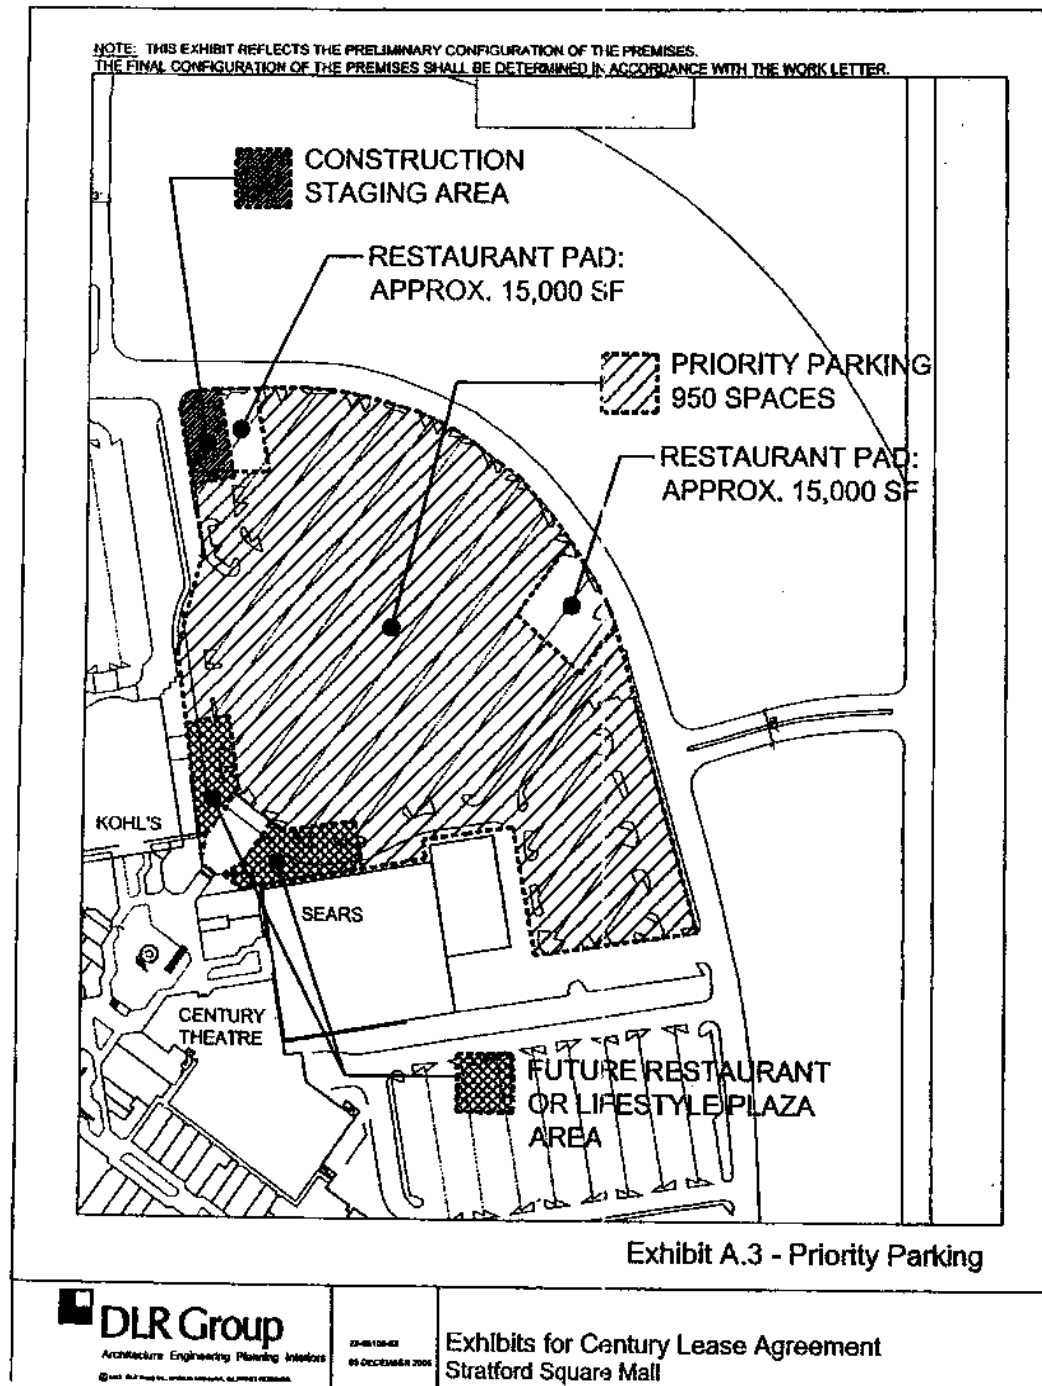 NOTE: THIS EXHIBIT REFLECTS THE PRELIMINARY CONFIGURATION OF THE PREMISES.
THE FINAL CONFIGURATION OF THE PREMISES SHALL BE DETERMINED IN ACCORDANCE WITH THE WORK LETTER.
CONSTRUCTION
STAGING AREA
RESTAURANT PAD:
APPROX. 15,000 SF
PRIORITY PARKING
950 SPACES
RESTAURANT PAD:
APPROX. 15,000 SF
KOHL'S
SEARS
CENTURY
THEATRE
FUTURE RESTAURANT
OR LIFESTYLE PLAZA
AREA
Exhibit A.3 - Priority Parking
DLR Group
Architecture Engineering Planning Interiors
05 DECEMBER 2005
Exhibits for Century Lease Agreement
Stratford Square Mall